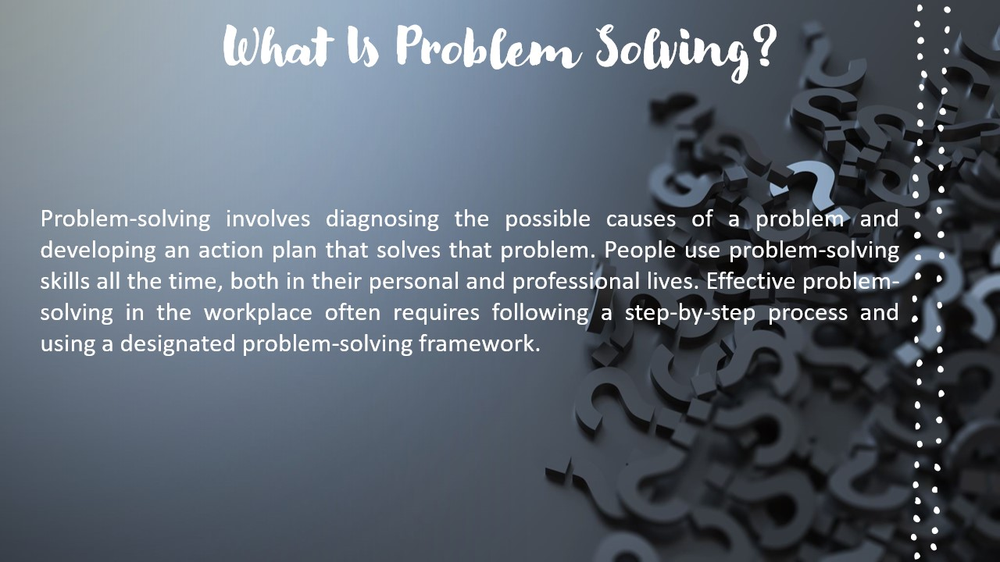 What Is Problem Solving?
Problem-solving involves diagnosing the possible causes of a problem and
developing an action plan that solves that problem. People use problem-solving
skills all the time, both in their personal and professional lives. Effective problem-
solving in the workplace often requires following a step-by-step process and
using a designated problem-solving framework.